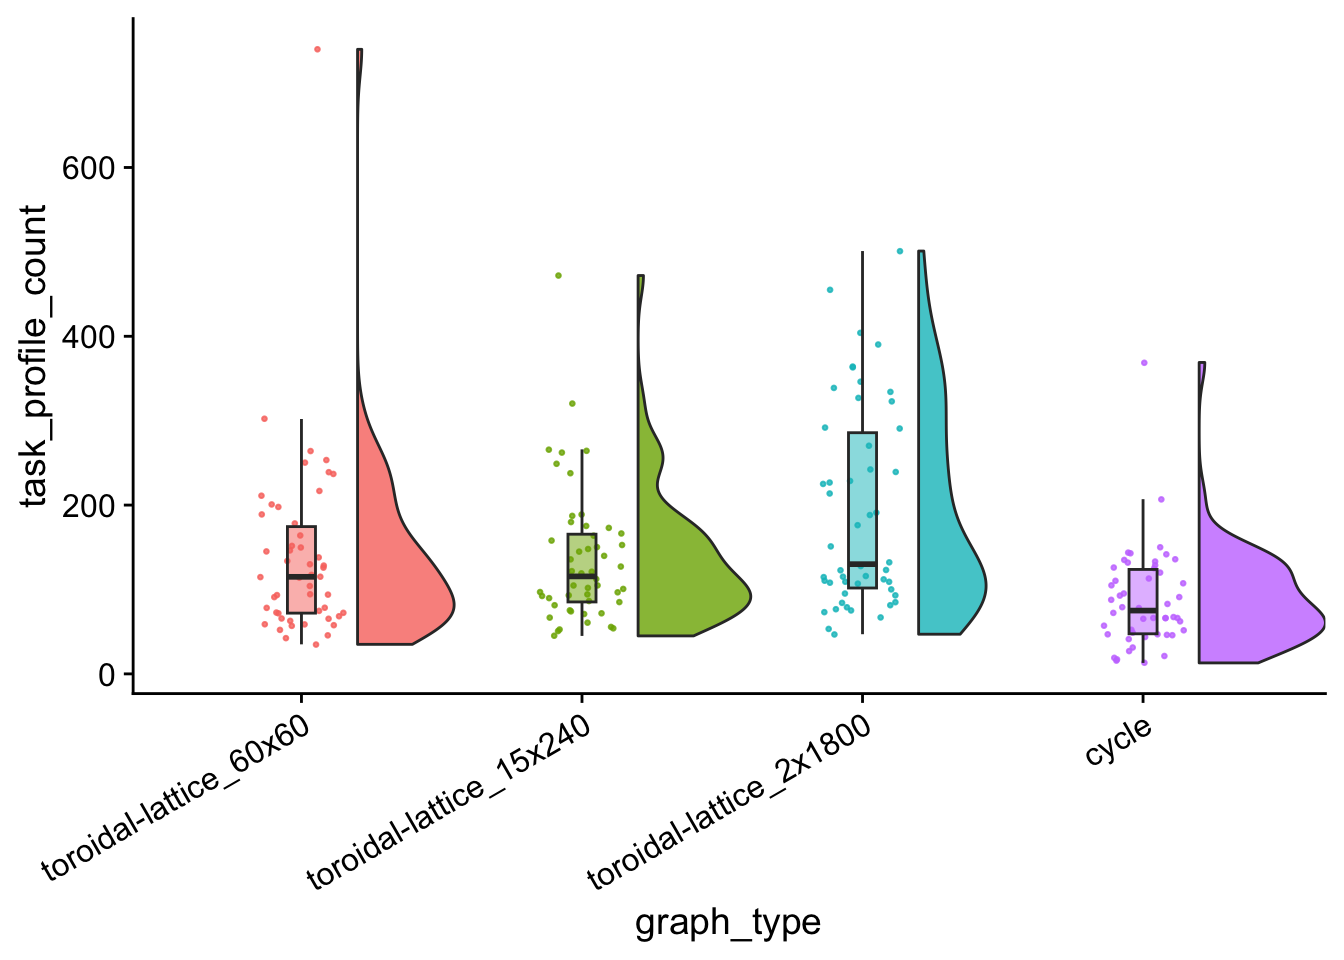 task_profile_count
600
400
200
0
toroidal-lattice_60x60
toroidal-lattice_15x240
toroidal-lattice_2x1800
cycle
graph_type